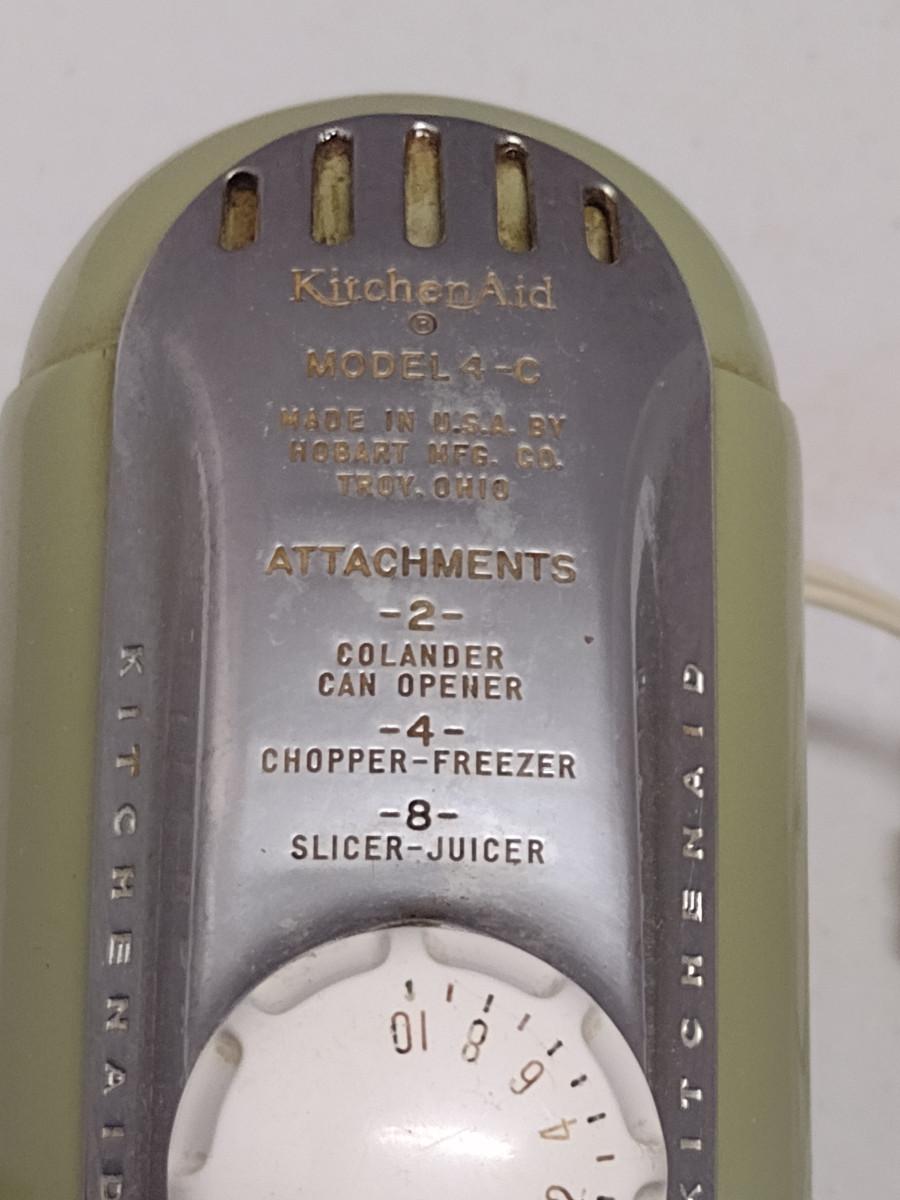 KitchenAid
®
MODEL 4-C
MADE IN U.S.A. BY
HOBART MFG. CO.
TROY, OHIO
ATTACHMENTS
-2-
COLANDER
CAN OPENER
-4-
CHOPPER-FREEZER
-8-
SLICER-JUICER
KITCHENAID
KITCHENAID
10
8
6
4
2